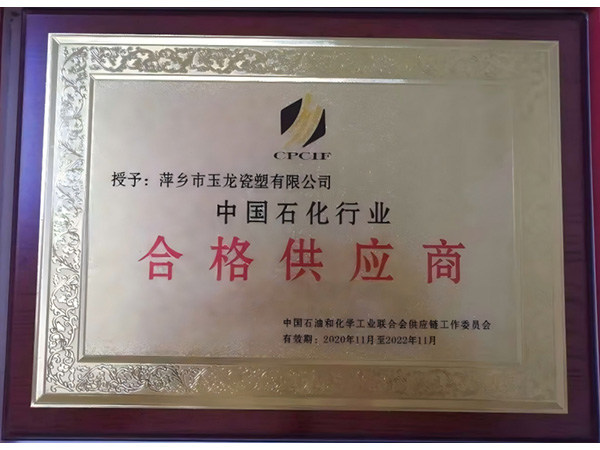 CPCIF
授予：萍乡市玉龙瓷塑有限公司
中国石化行业
合格供应商
中国石油和化学工业联合会供应链工作委员会
有效期：2020年11月至2022年11月